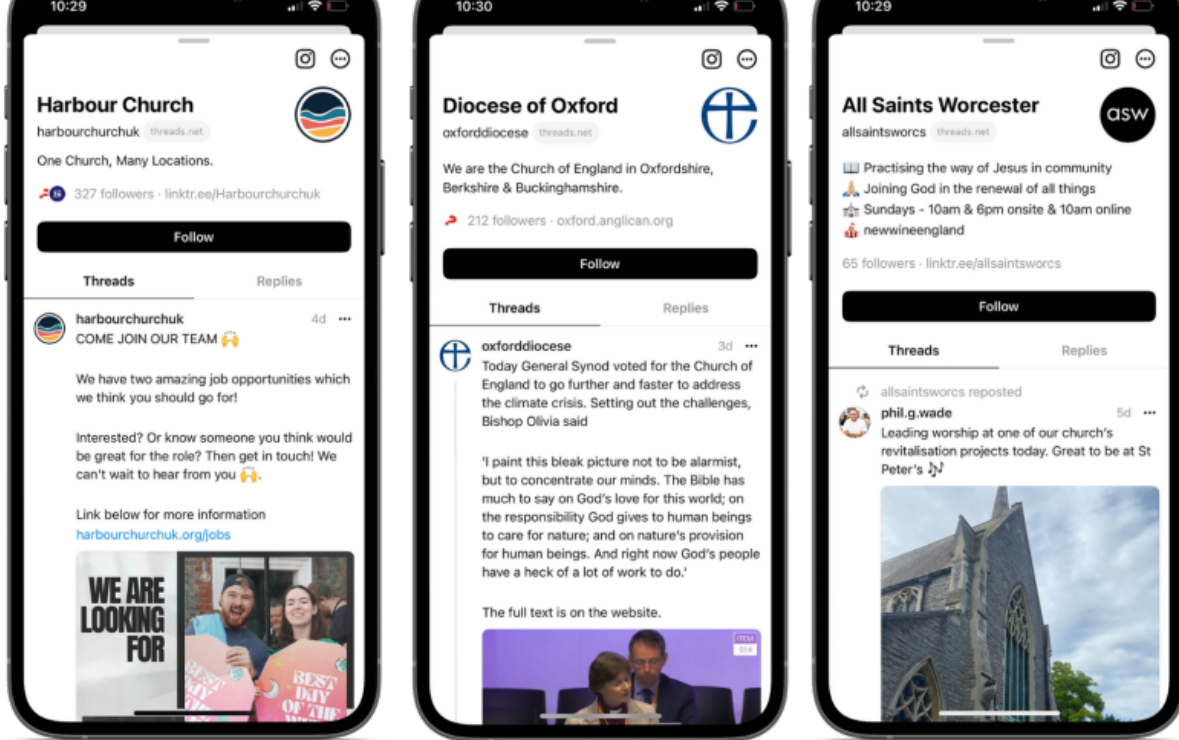 10:29
Harbour Church
harbourchurchuk threads.net
One Church, Many Locations.
327 followers · linktr.ee/Harbourchurchuk
Follow
Threads Replies
harbourchurchuk 4d
COME JOIN OUR TEAM 🙌
We have two amazing job opportunities which
we think you should go for!
Interested? Or know someone you think would
be great for the role? Then get in touch! We
can't wait to hear from you 🙌.
Link below for more information
harbourchurchuk.org/jobs
WE ARE
LOOKING
FOR
BEST
DAY
OF THE
BEST
DAY
OF THE
10:30
Diocese of Oxford
oxforddiocese threads.net
We are the Church of England in Oxfordshire,
Berkshire & Buckinghamshire.
212 followers · oxford.anglican.org
Follow
Threads Replies
oxforddiocese 3d
Today General Synod voted for the Church of
England to go further and faster to address
the climate crisis. Setting out the challenges,
Bishop Olivia said
'I paint this bleak picture not to be alarmist,
but to concentrate our minds. The Bible has
much to say on God's love for this world; on
the responsibility God gives to human beings
to care for nature; and on nature's provision
for human beings. And right now God's people
have a heck of a lot of work to do.'
The full text is on the website.
ITEM
514
10:29
All Saints Worcester
asw
allsaintsworcs threads.net
📖 Practising the way of Jesus in community
🙏🏼 Joining God in the renewal of all things
⛪ Sundays - 10am & 6pm onsite & 10am online
🎪 newwineengland
65 followers · linktr.ee/allsaintsworcs
Follow
Threads Replies
allsaintsworcs reposted
phil.g.wade 5d
Leading worship at one of our church's
revitalisation projects today. Great to be at St
Peter's 🎶